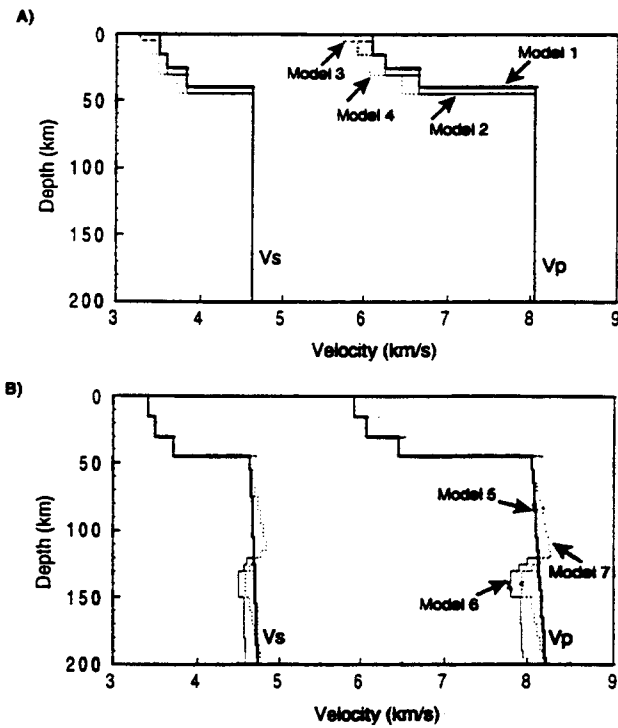 A)
0
50
100
150
200
Depth (km)
Model 3
Model 1
Model 4
Model 2
Vs
Vp
3 4 5 6 7 8 9
Velocity (km/s)
B)
0
50
100
150
200
Depth (km)
Model 5
Model 7
Model 6
Vs
Vp
3 4 5 6 7 8 9
Velocity (km/s)